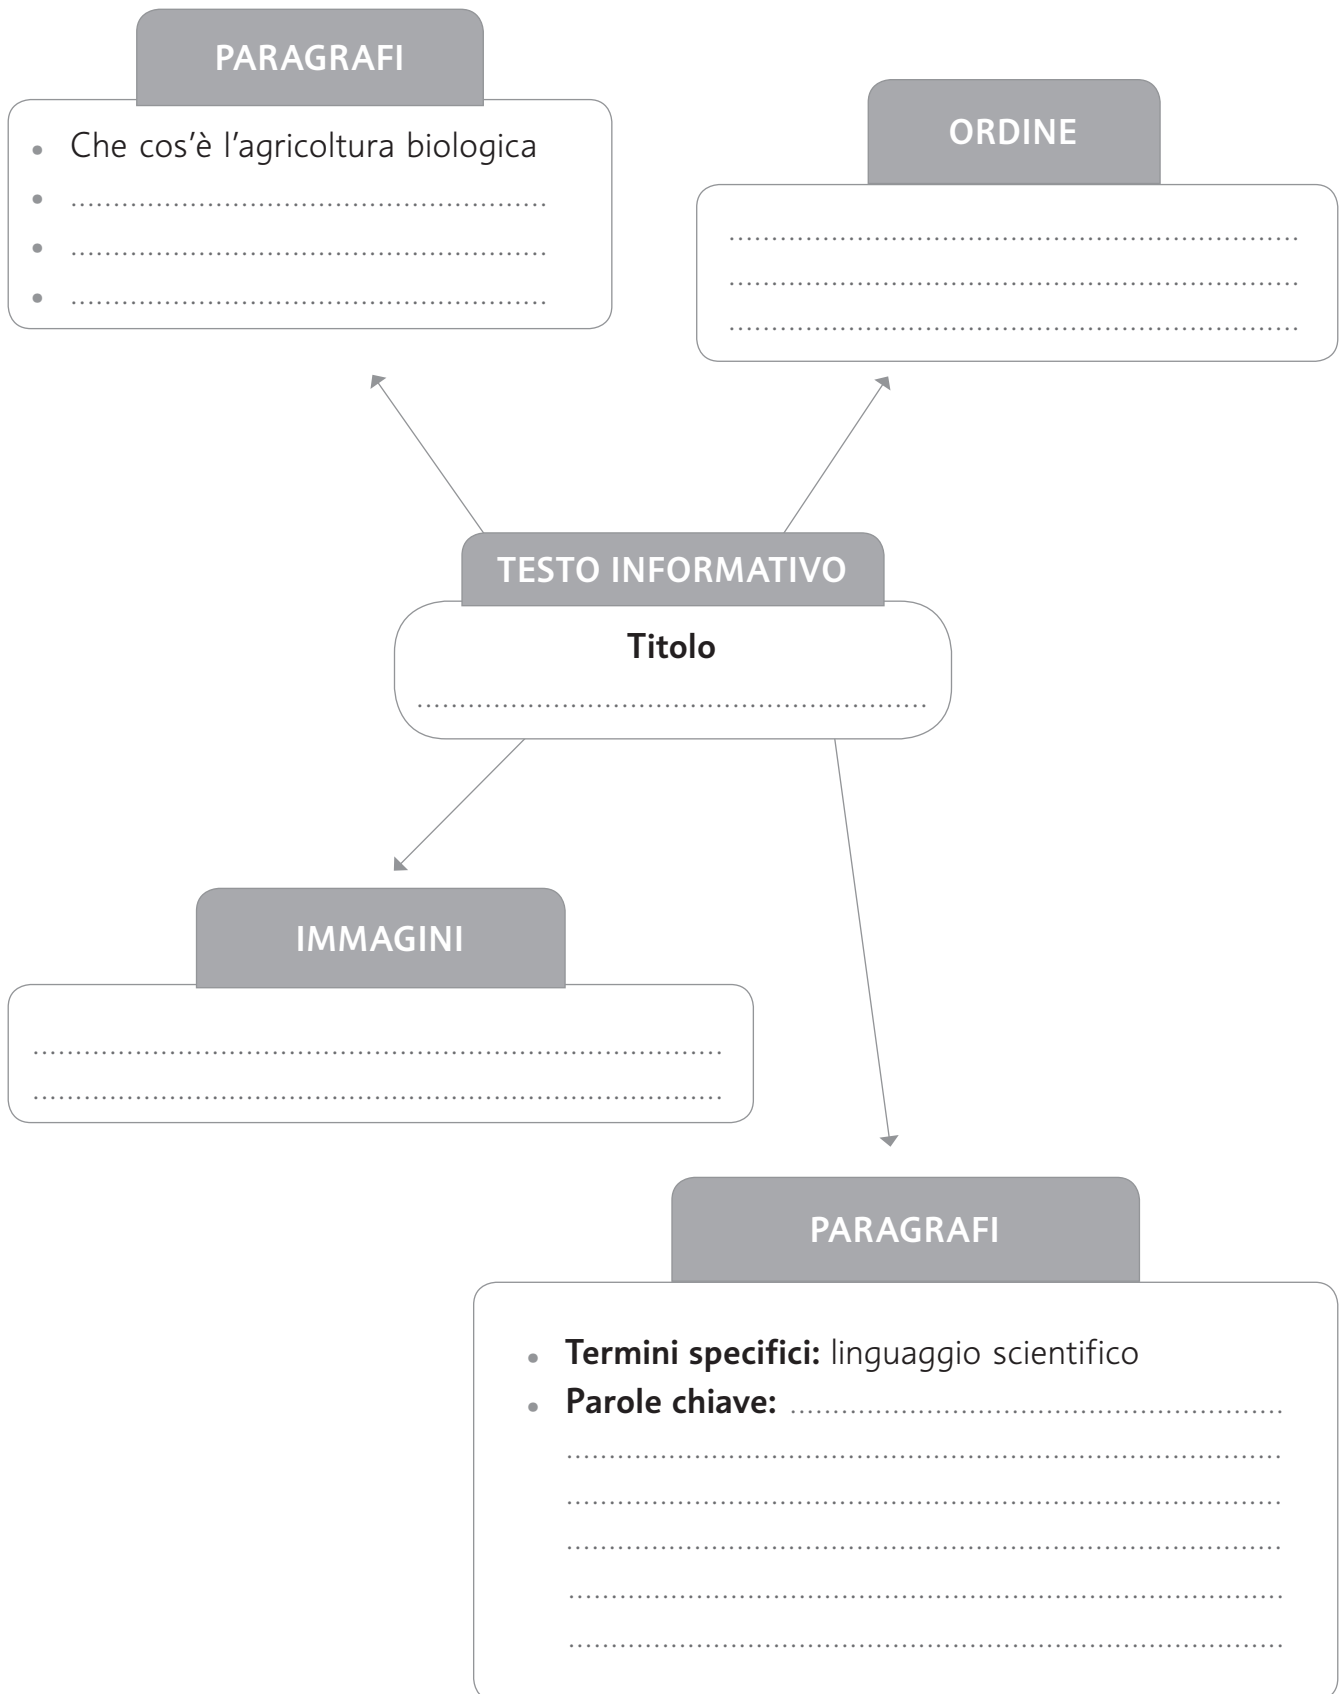 PARAGRAFI
• Che cos'è l'agricoltura biologica
• ........................................................
• ........................................................
• ........................................................
ORDINE
...................................................................
...................................................................
...................................................................
TESTO INFORMATIVO
Titolo
............................................................
IMMAGINI
.................................................................................
.................................................................................
PARAGRAFI
• Termini specifici: linguaggio scientifico
• Parole chiave: ..........................................................
....................................................................................
....................................................................................
....................................................................................
....................................................................................
....................................................................................